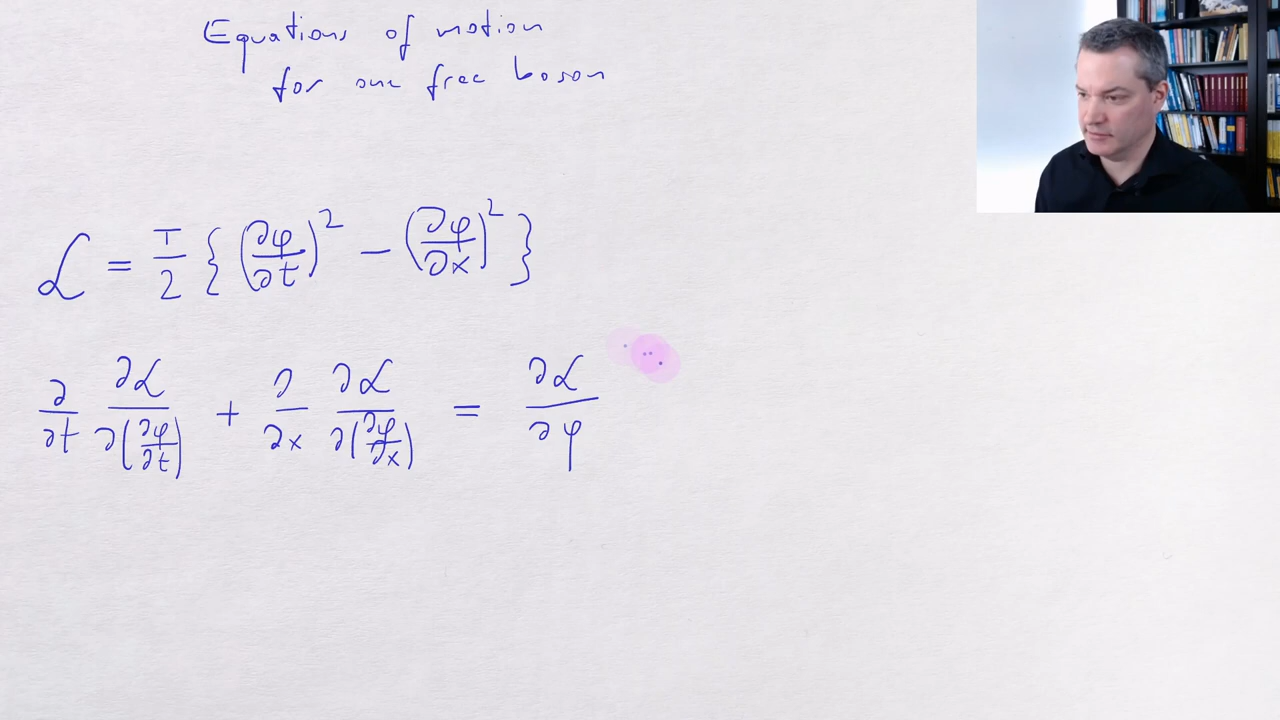 Equations of motion
for one free boson
ℒ = T/2 { (∂φ/∂t)² − (∂φ/∂x)² }
∂/∂t ∂ℒ/∂(∂φ/∂t) + ∂/∂x ∂ℒ/∂(∂φ/∂x) = ∂ℒ/∂φ